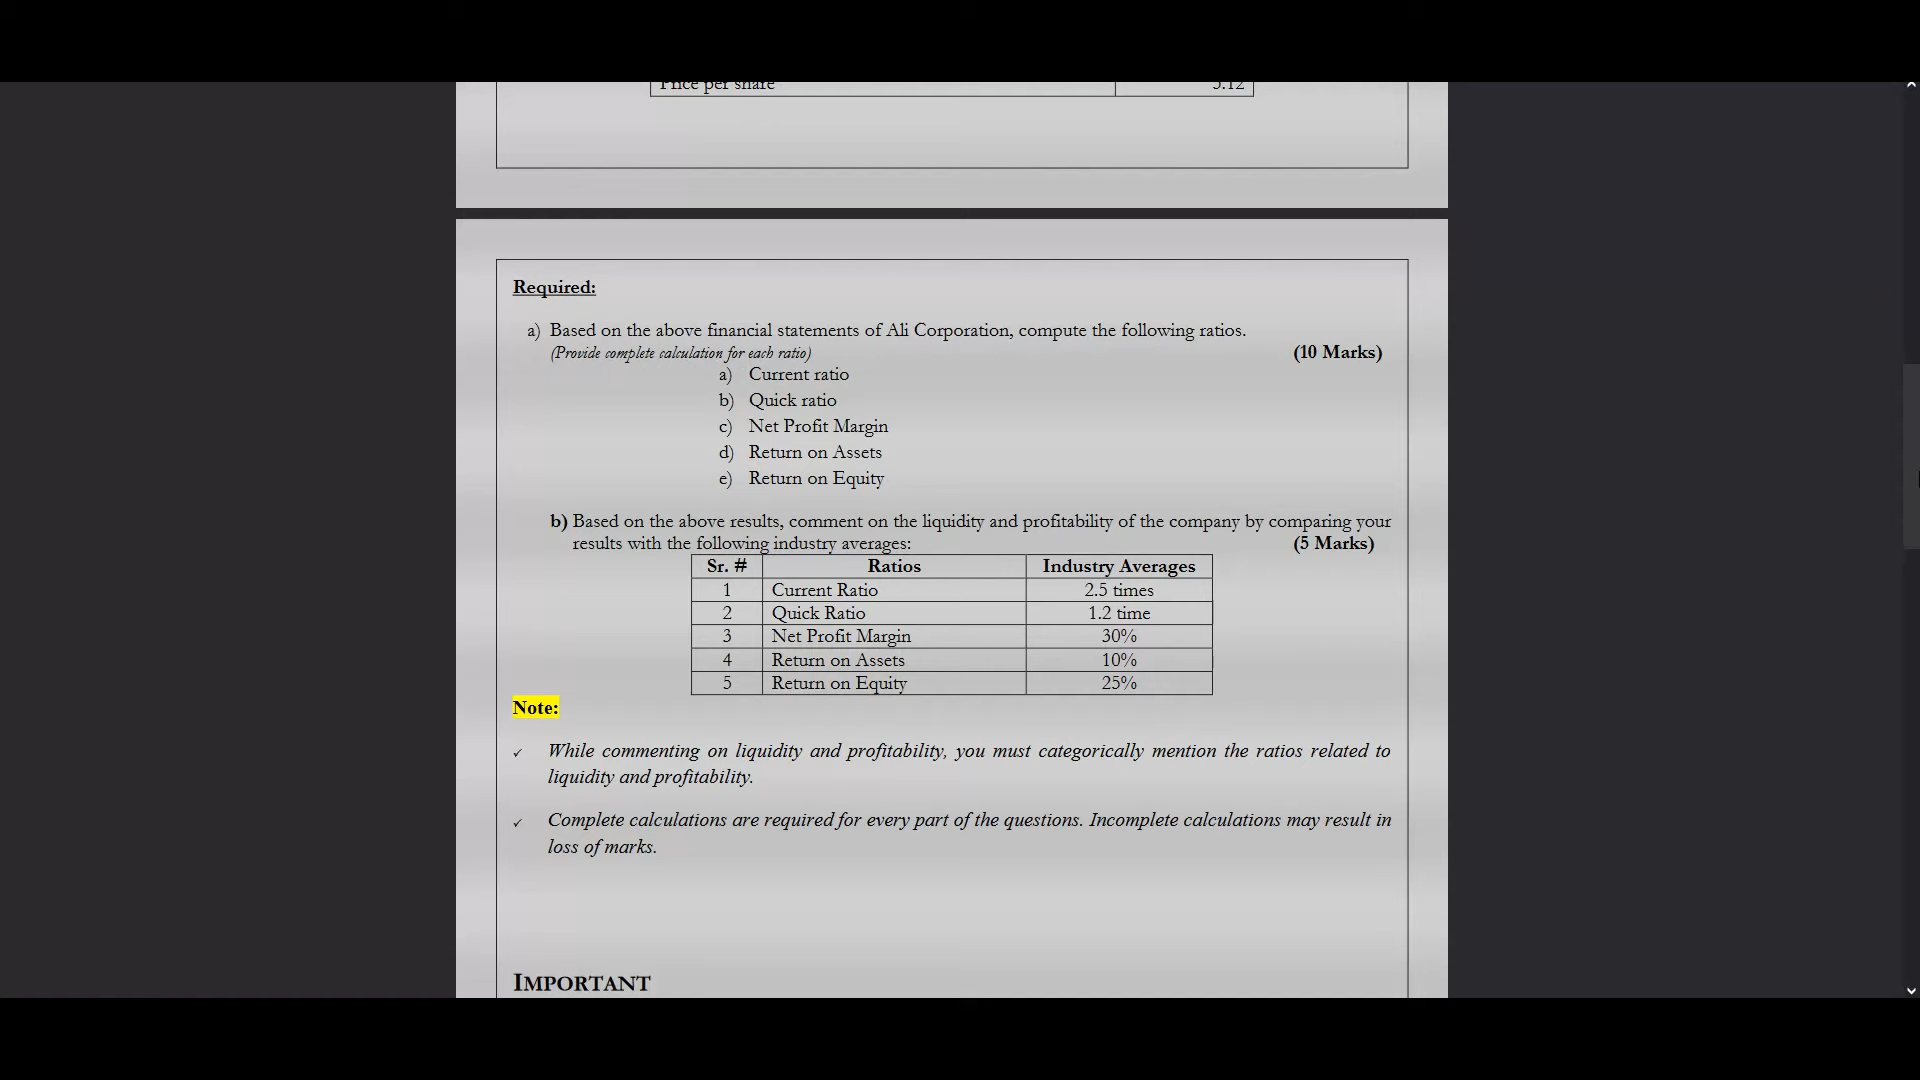 Price per share 5.12
Required:
a) Based on the above financial statements of Ali Corporation, compute the following ratios.
(Provide complete calculation for each ratio) (10 Marks)
a) Current ratio
b) Quick ratio
c) Net Profit Margin
d) Return on Assets
e) Return on Equity
b) Based on the above results, comment on the liquidity and profitability of the company by comparing your
results with the following industry averages: (5 Marks)
Sr. # Ratios Industry Averages
1 Current Ratio 2.5 times
2 Quick Ratio 1.2 time
3 Net Profit Margin 30%
4 Return on Assets 10%
5 Return on Equity 25%
Note:
✓ While commenting on liquidity and profitability, you must categorically mention the ratios related to
liquidity and profitability.
✓ Complete calculations are required for every part of the questions. Incomplete calculations may result in
loss of marks.
IMPORTANT